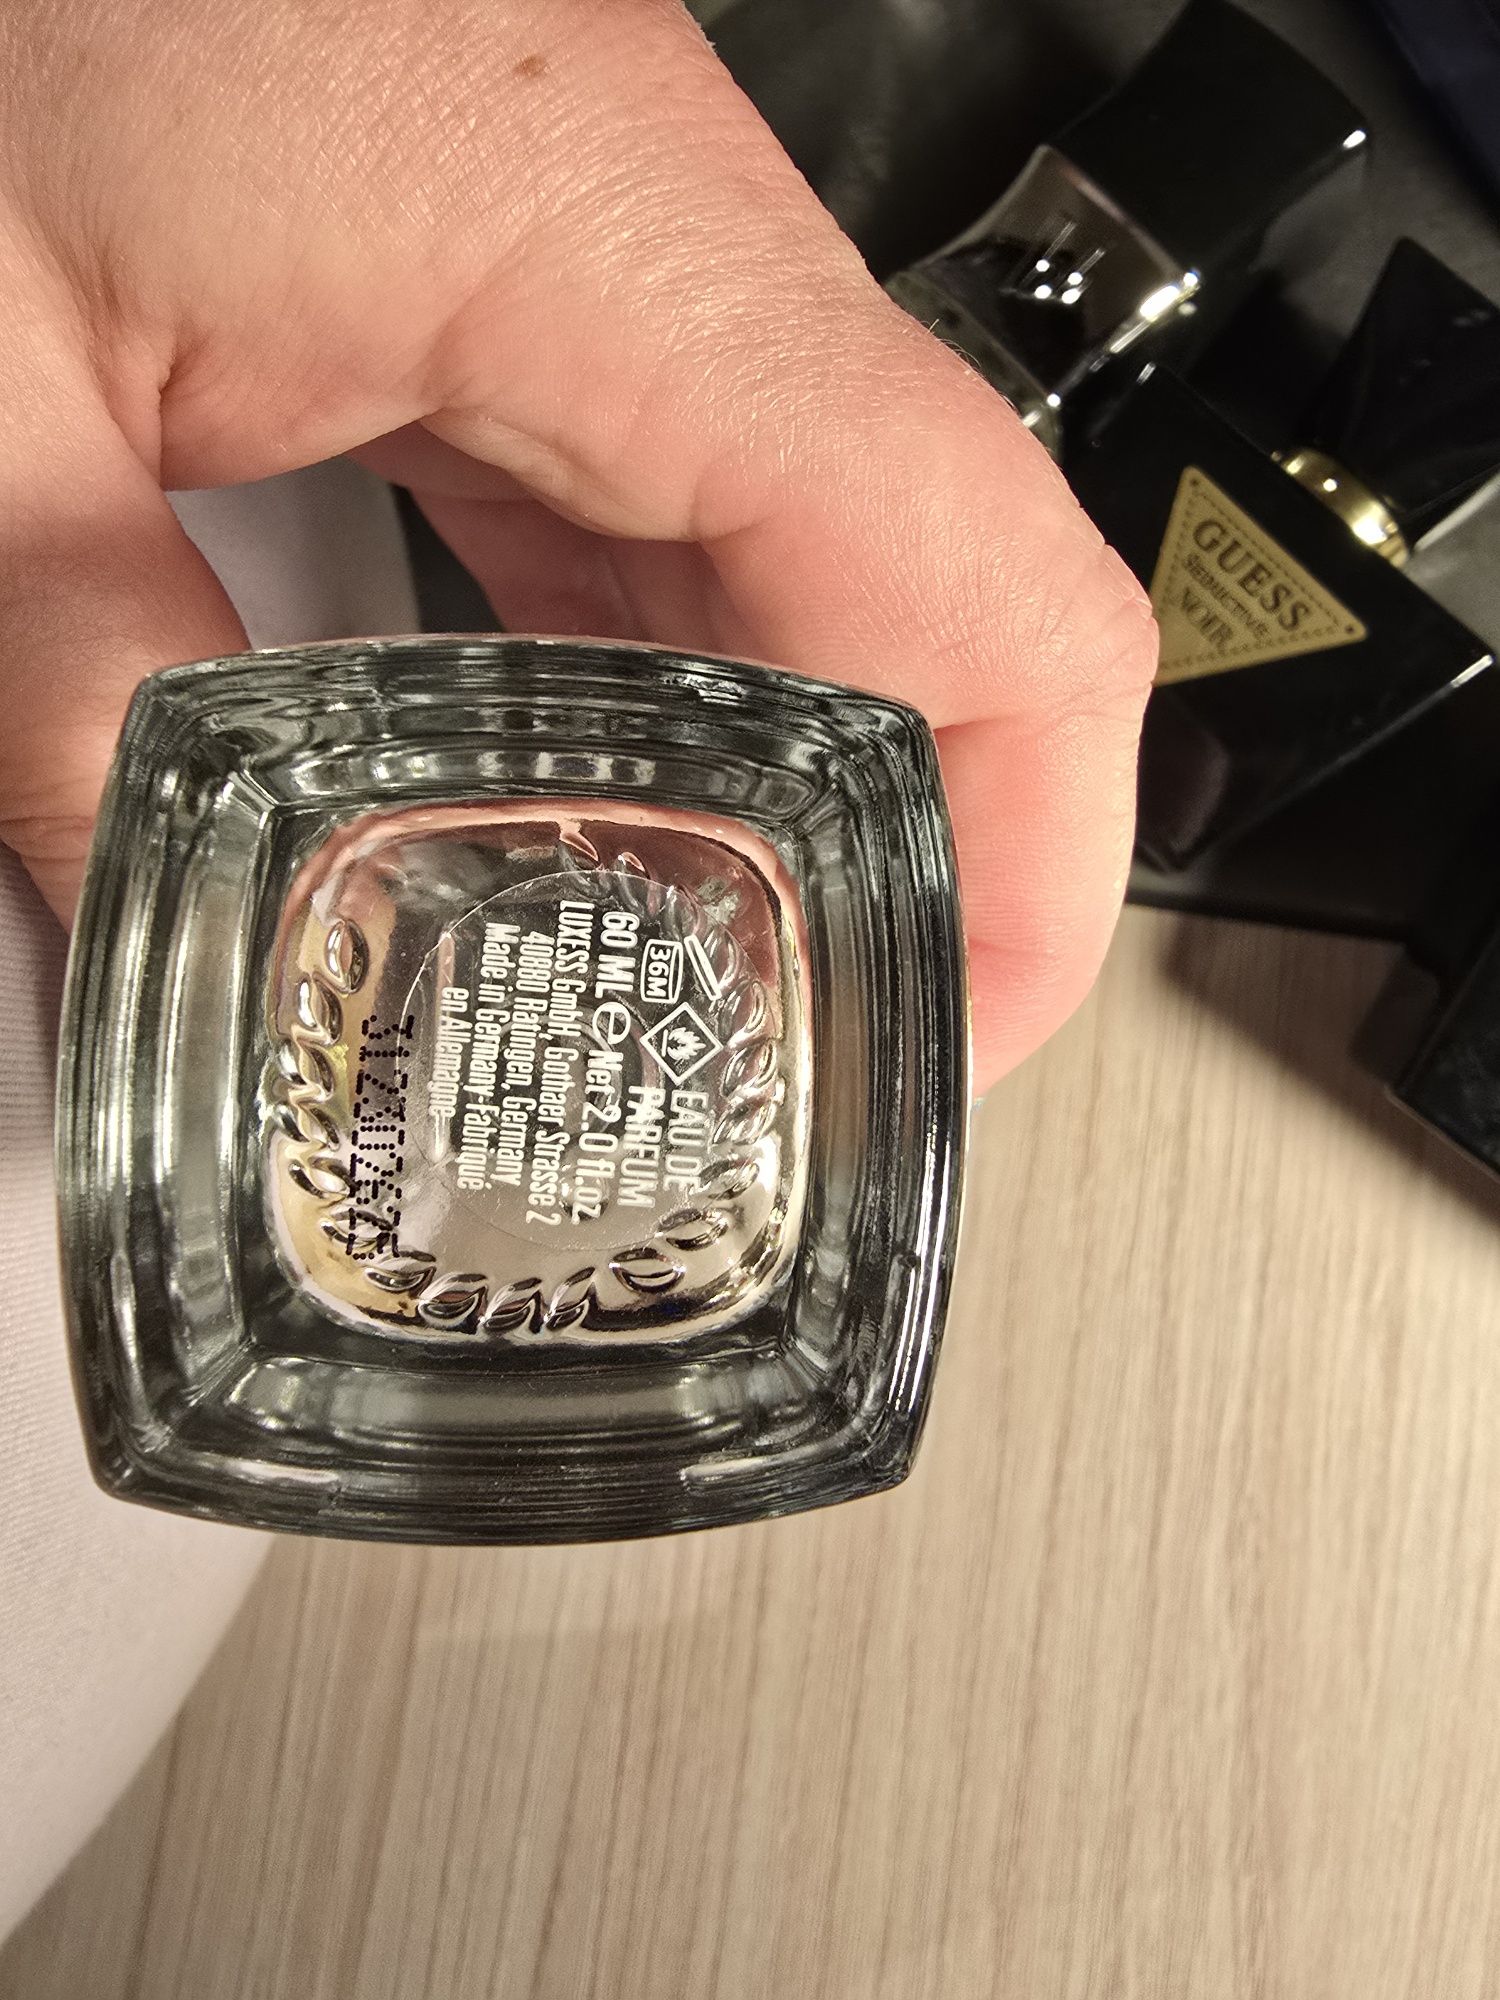 36M
EAU DE
PARFUM
60 ML e Net 2.0 fl.oz
LUXESS GmbH, Gothaer Strasse 2
40880 Ratingen, Germany
Made in Germany-Fabriqué
en Allemagne
GUESS
SEDUCTIVE
NOIR